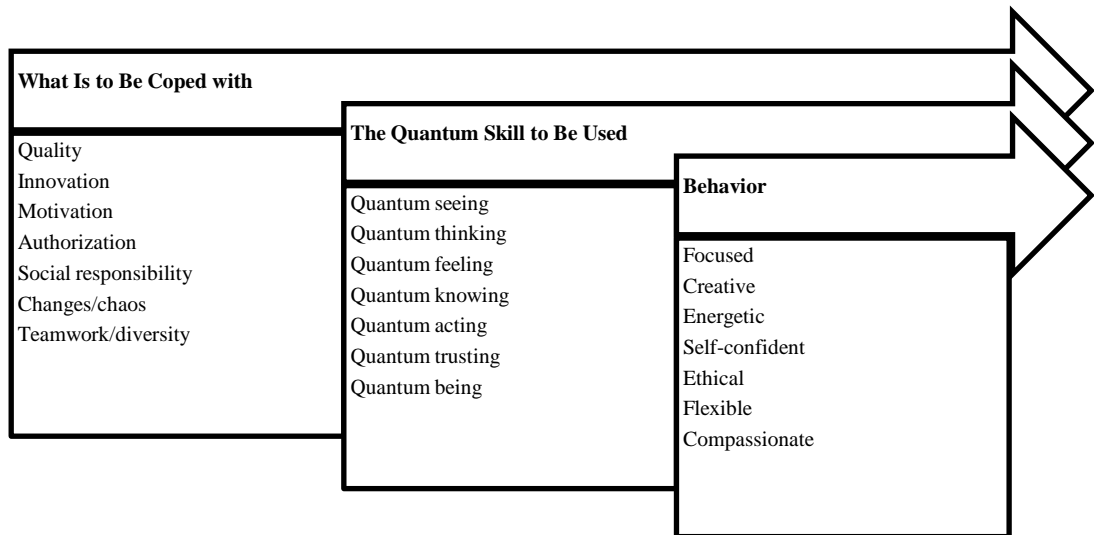 What Is to Be Coped with
Quality
Innovation
Motivation
Authorization
Social responsibility
Changes/chaos
Teamwork/diversity
The Quantum Skill to Be Used
Quantum seeing
Quantum thinking
Quantum feeling
Quantum knowing
Quantum acting
Quantum trusting
Quantum being
Behavior
Focused
Creative
Energetic
Self-confident
Ethical
Flexible
Compassionate